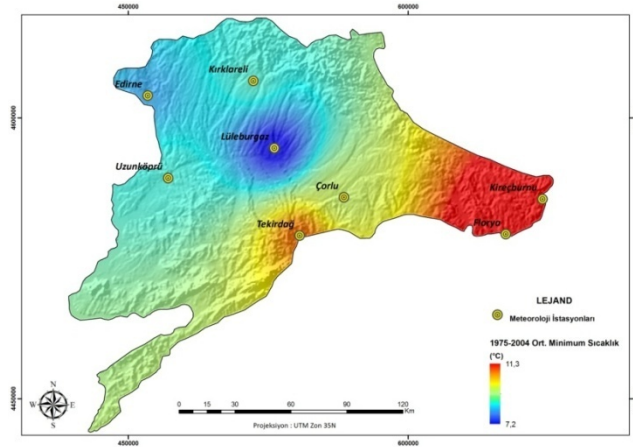 450000
600000
Kırklareli
Edirne
4600000
Lüleburgaz
Uzunköprü
Çorlu
Kireçburnu
Tekirdağ
Florya
LEJAND
Meteoroloji İstasyonları
1975-2004 Ort. Minimum Sıcaklık
(°C)
11,3
7,2
N
W E
S
0 15 30 60 90 120
Km
Projeksiyon : UTM Zon 35N
4450000
450000
600000